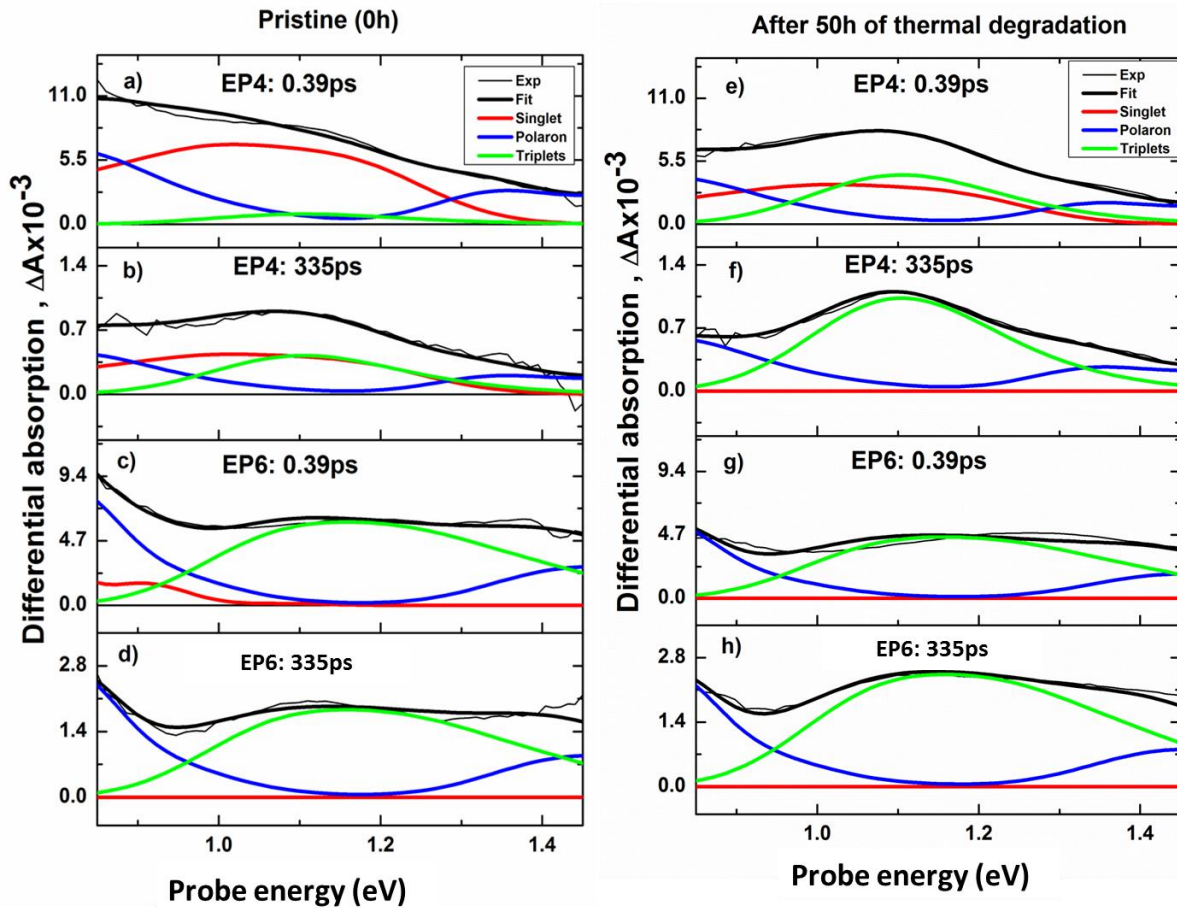 Pristine (0h)
After 50h of thermal degradation
Differential absorption , ΔAx10⁻³
a)
EP4: 0.39ps
Exp
Fit
Singlet
Polaron
Triplets
11.0
5.5
0.0
b)
EP4: 335ps
1.4
0.7
0.0
c)
EP6: 0.39ps
9.4
4.7
0.0
d)
EP6: 335ps
2.8
1.4
0.0
1.0
1.2
1.4
Probe energy (eV)
Differential absorption , ΔAx10⁻³
e)
EP4: 0.39ps
Exp
Fit
Singlet
Polaron
Triplets
11.0
5.5
0.0
f)
EP4: 335ps
1.4
0.7
0.0
g)
EP6: 0.39ps
9.4
4.7
0.0
h)
EP6: 335ps
2.8
1.4
0.0
1.0
1.2
1.4
Probe energy (eV)